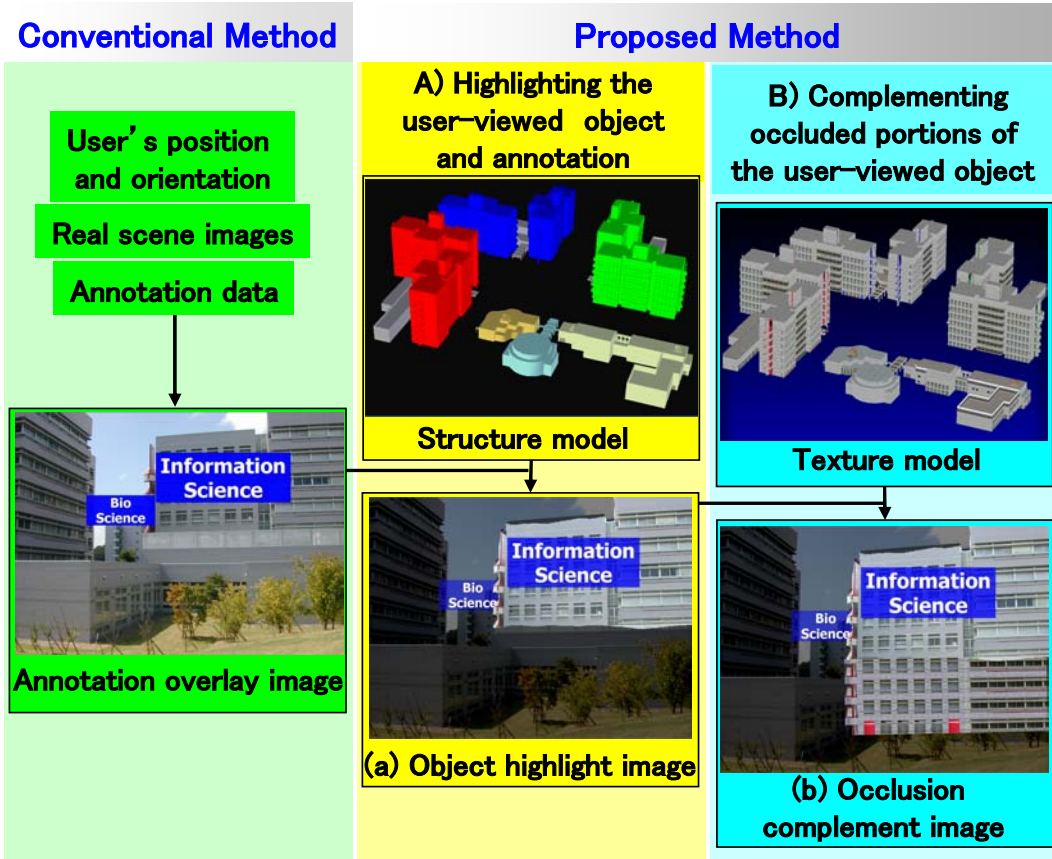 Conventional Method
Proposed Method
User's position
and orientation
Real scene images
Annotation data
Information
Science
Bio
Science
Annotation overlay image
A) Highlighting the
user-viewed object
and annotation
Structure model
Information
Science
Bio
Science
(a) Object highlight image
B) Complementing
occluded portions of
the user-viewed object
Texture model
Information
Science
Bio
Science
(b) Occlusion
complement image